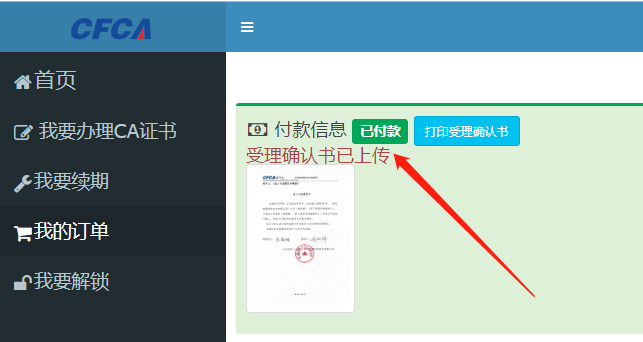 CFCA
首页
我要办理CA证书
我要续期
我的订单
我要解锁
付款信息 已付款 打印受理确认书
受理确认书已上传
CFCA